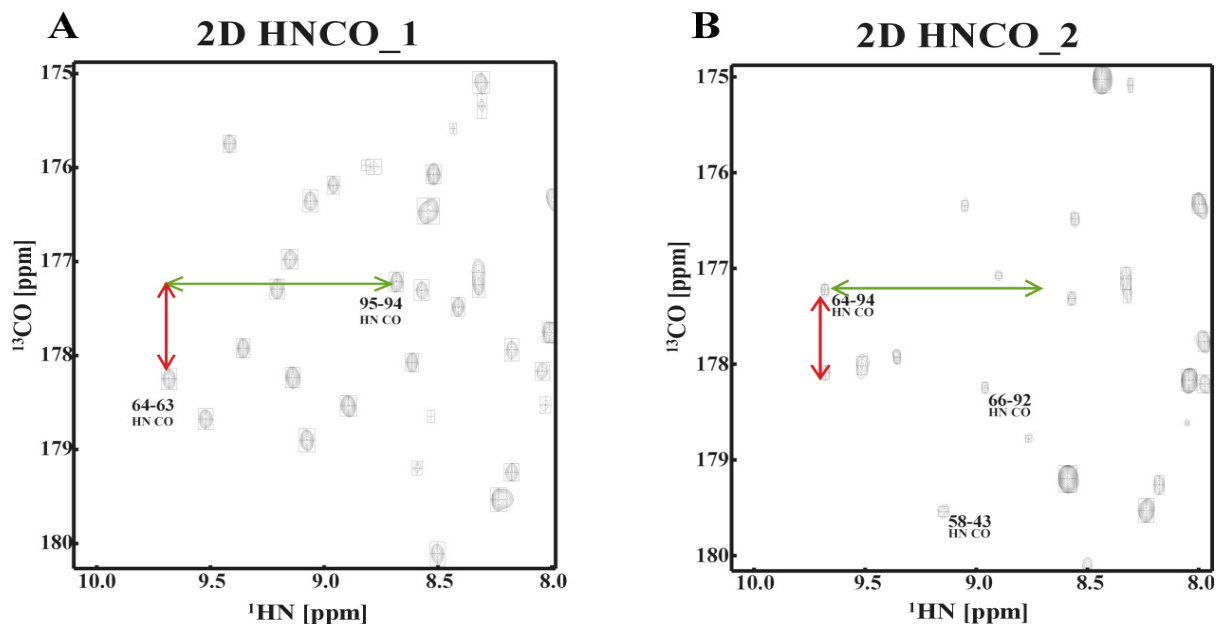 A
2D HNCO_1
175
176
177
178
179
180
¹³CO [ppm]
95-94
HN CO
64-63
HN CO
10.0 9.5 9.0 8.5 8.0
¹HN [ppm]
B
2D HNCO_2
175
176
177
178
179
180
¹³CO [ppm]
64-94
HN CO
66-92
HN CO
58-43
HN CO
10.0 9.5 9.0 8.5 8.0
¹HN [ppm]